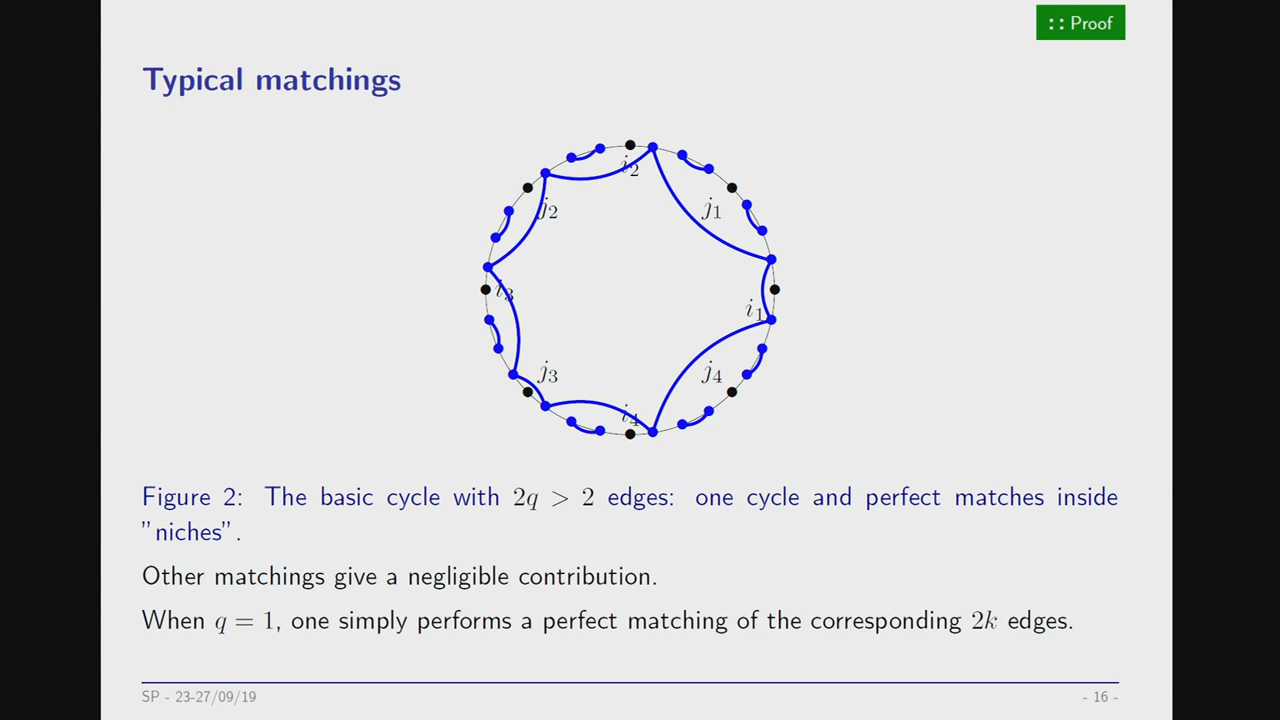 :: Proof
Typical matchings
i₂
j₂
j₁
i₃
i₁
j₃
j₄
i₄
Figure 2: The basic cycle with 2q > 2 edges: one cycle and perfect matches inside
"niches".
Other matchings give a negligible contribution.
When q = 1, one simply performs a perfect matching of the corresponding 2k edges.
SP - 23-27/09/19
- 16 -